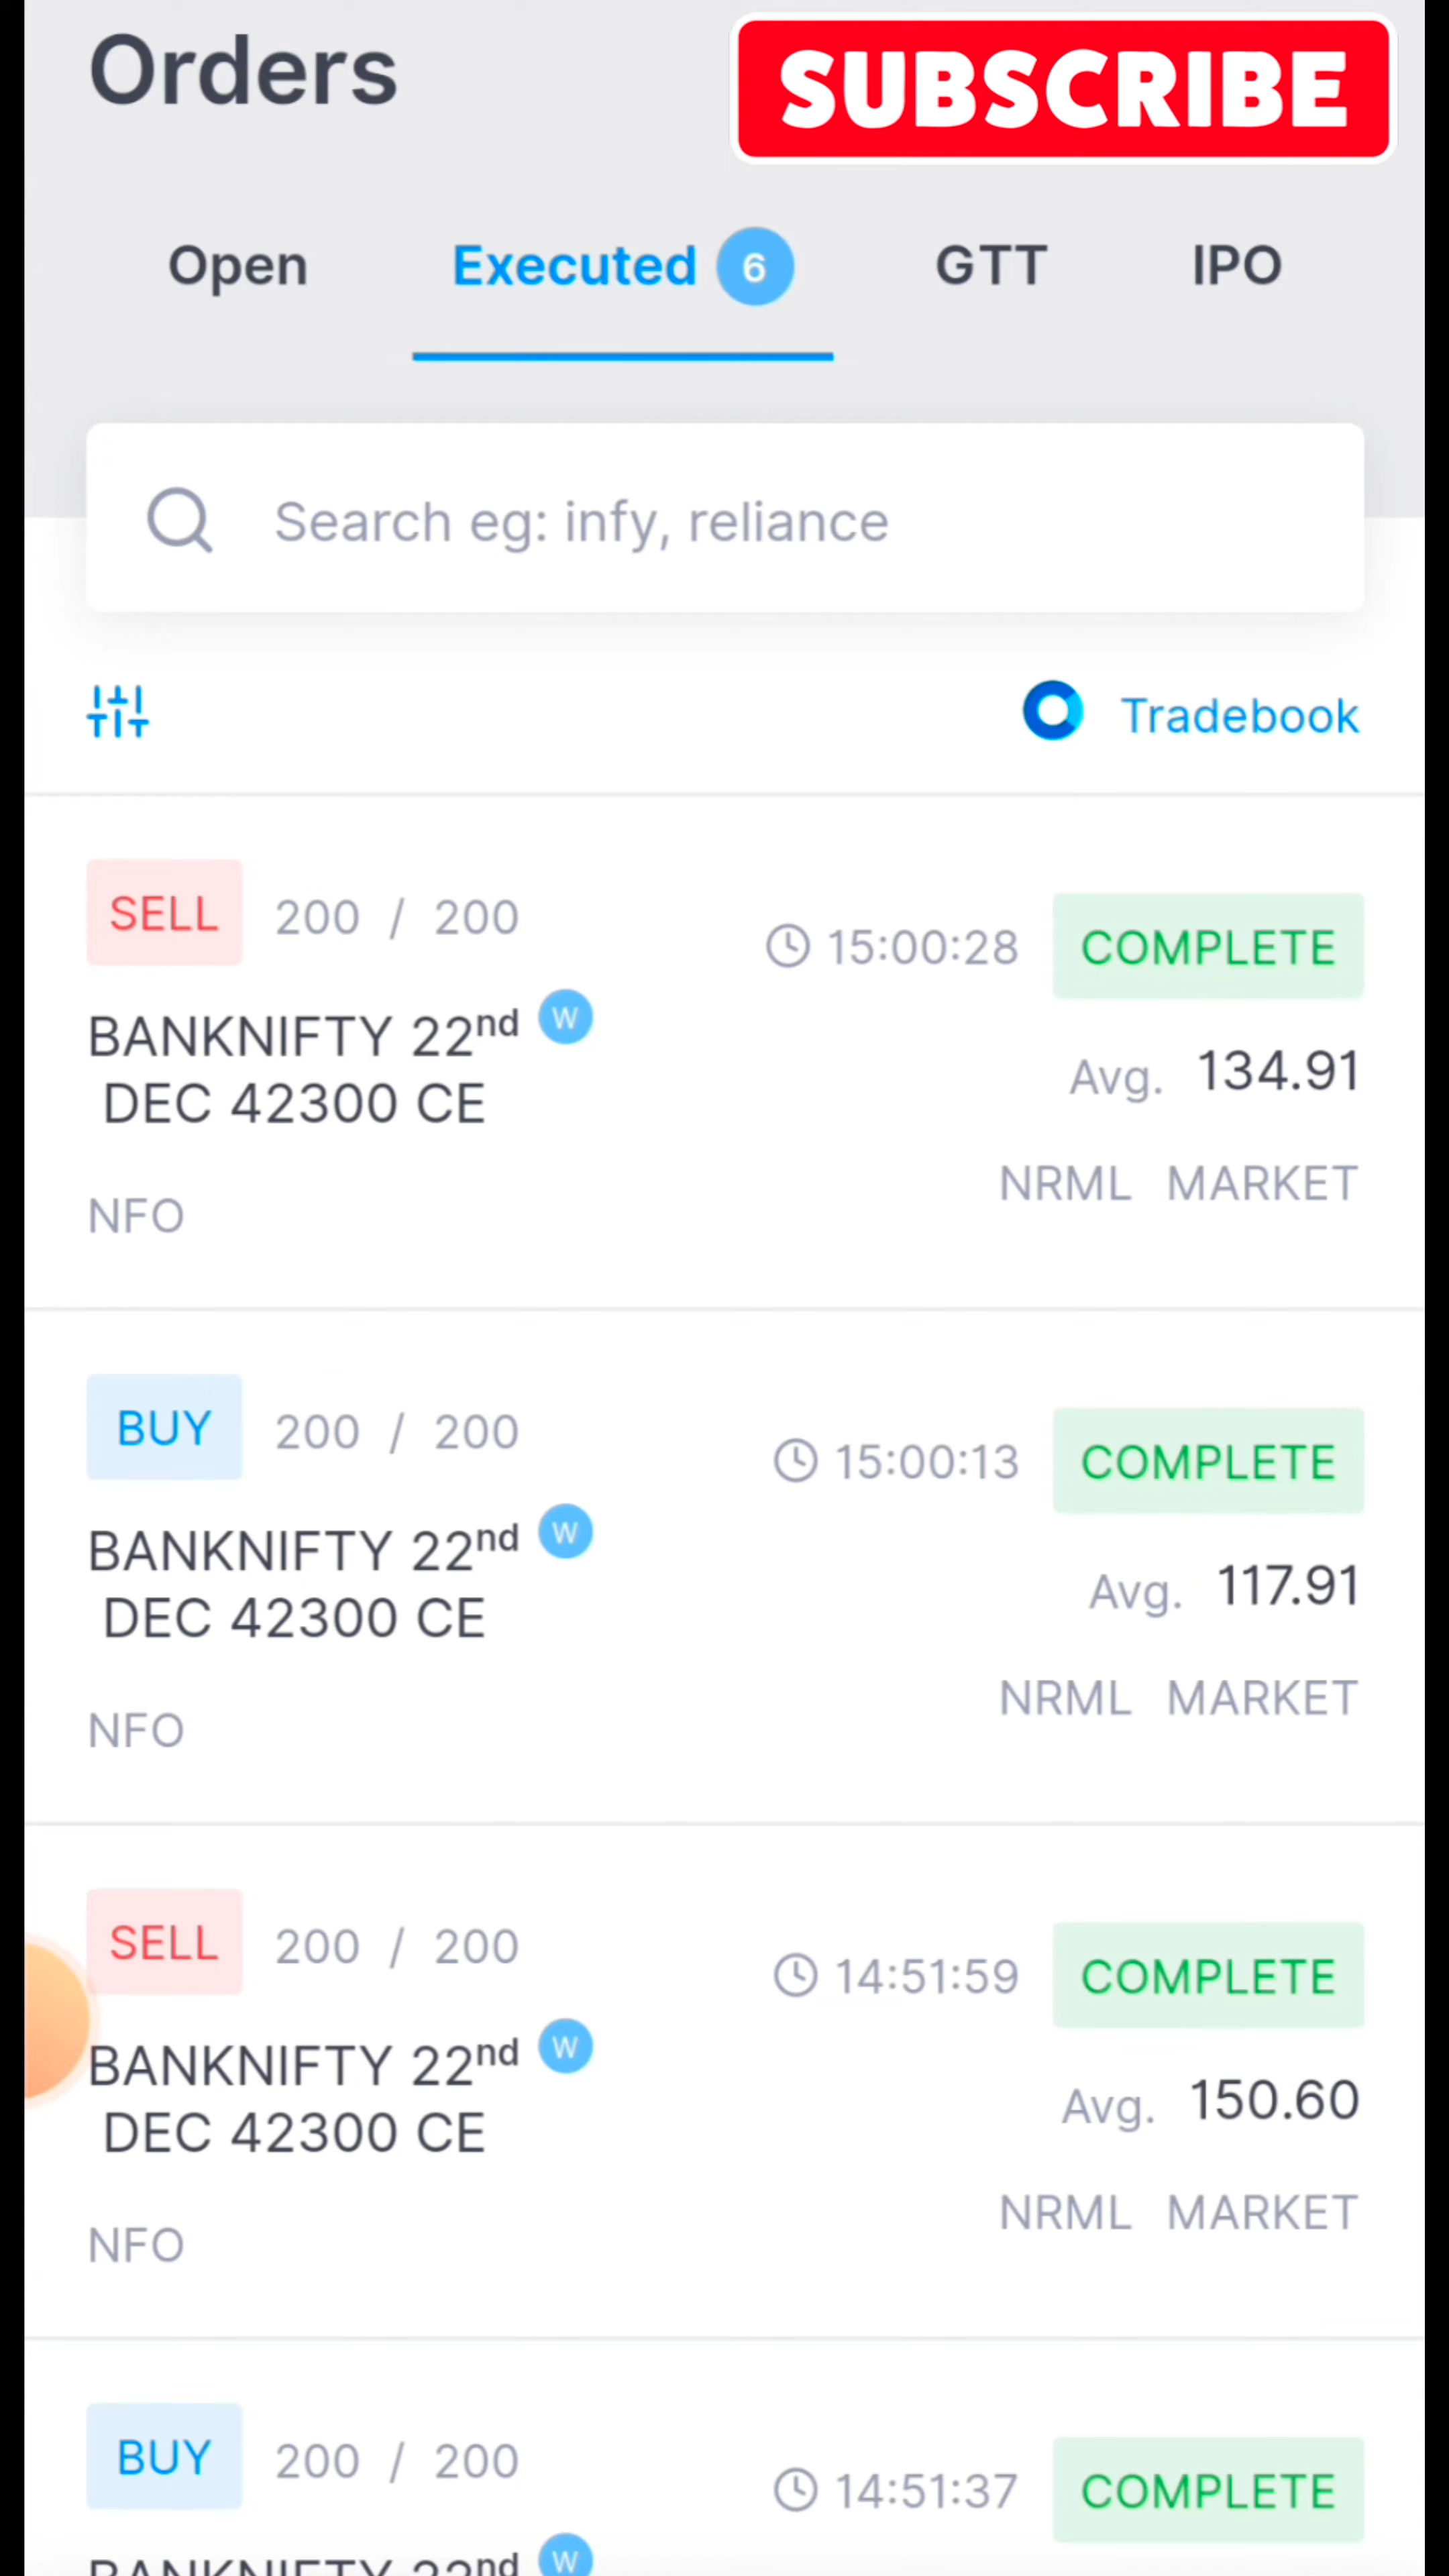 Orders
SUBSCRIBE
Open Executed 6 GTT IPO
Search eg: infy, reliance
Tradebook
SELL 200 / 200 15:00:28 COMPLETE
BANKNIFTY 22nd W
DEC 42300 CE
Avg. 134.91
NFO
NRML MARKET
BUY 200 / 200 15:00:13 COMPLETE
BANKNIFTY 22nd W
DEC 42300 CE
Avg. 117.91
NFO
NRML MARKET
SELL 200 / 200 14:51:59 COMPLETE
BANKNIFTY 22nd W
DEC 42300 CE
Avg. 150.60
NFO
NRML MARKET
BUY 200 / 200 14:51:37 COMPLETE
BANKNIFTY 22nd W